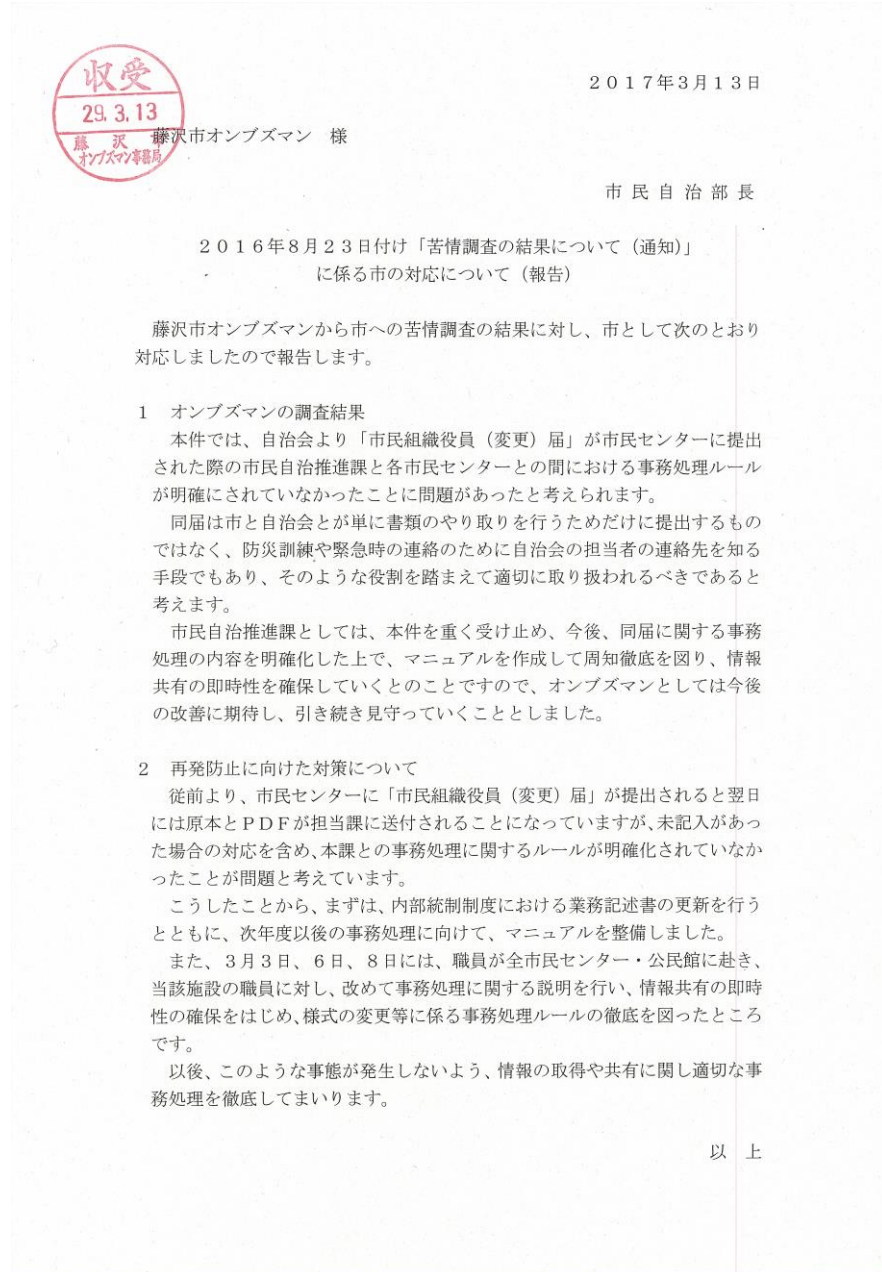 収受
29.3.13
藤沢市
オンブズマン事務局
２０１７年３月１３日
藤沢市オンブズマン　様
市民自治部長
２０１６年８月２３日付け「苦情調査の結果について（通知）」
に係る市の対応について（報告）
藤沢市オンブズマンから市への苦情調査の結果に対し、市として次のとおり
対応しましたので報告します。
１　オンブズマンの調査結果
本件では、自治会より「市民組織役員（変更）届」が市民センターに提出
された際の市民自治推進課と各市民センターとの間における事務処理ルール
が明確にされていなかったことに問題があったと考えられます。
同届は市と自治会とが単に書類のやり取りを行うためだけに提出するもの
ではなく、防災訓練や緊急時の連絡のために自治会の担当者の連絡先を知る
手段でもあり、そのような役割を踏まえて適切に取り扱われるべきであると
考えます。
市民自治推進課としては、本件を重く受け止め、今後、同届に関する事務
処理の内容を明確化した上で、マニュアルを作成して周知徹底を図り、情報
共有の即時性を確保していくとのことですので、オンブズマンとしては今後
の改善に期待し、引き続き見守っていくこととしました。
２　再発防止に向けた対策について
従前より、市民センターに「市民組織役員（変更）届」が提出されると翌日
には原本とＰＤＦが担当課に送付されることになっていますが、未記入があっ
た場合の対応を含め、本課との事務処理に関するルールが明確化されていなか
ったことが問題と考えています。
こうしたことから、まずは、内部統制制度における業務記述書の更新を行う
とともに、次年度以後の事務処理に向けて、マニュアルを整備しました。
また、３月３日、６日、８日には、職員が全市民センター・公民館に赴き、
当該施設の職員に対し、改めて事務処理に関する説明を行い、情報共有の即時
性の確保をはじめ、様式の変更等に係る事務処理ルールの徹底を図ったところ
です。
以後、このような事態が発生しないよう、情報の取得や共有に関し適切な事
務処理を徹底してまいります。
以　上